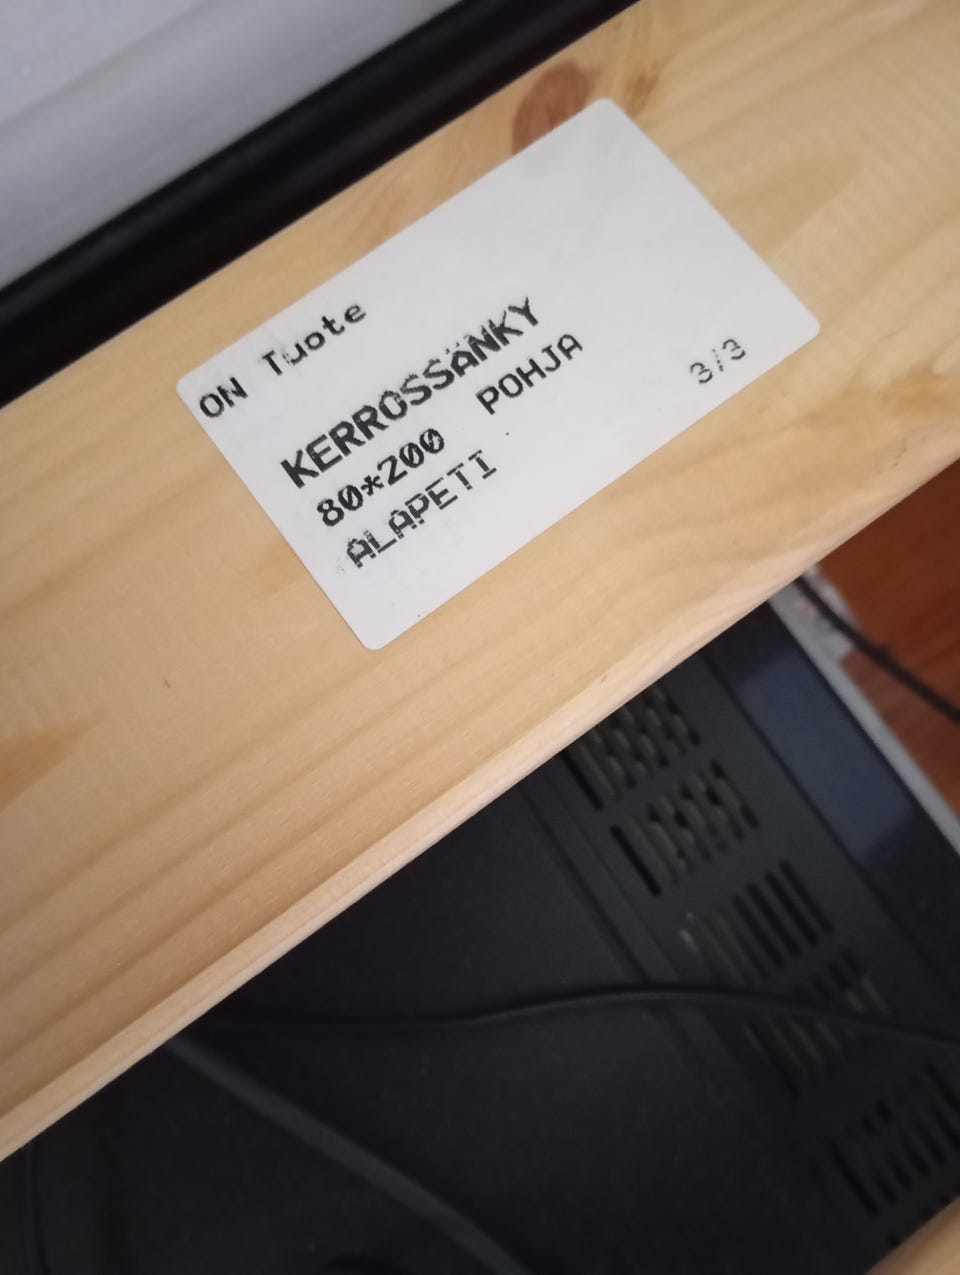 ON Tuote
KERROSSÄNKY
80*200 POHJA
ALAPETI
3/3